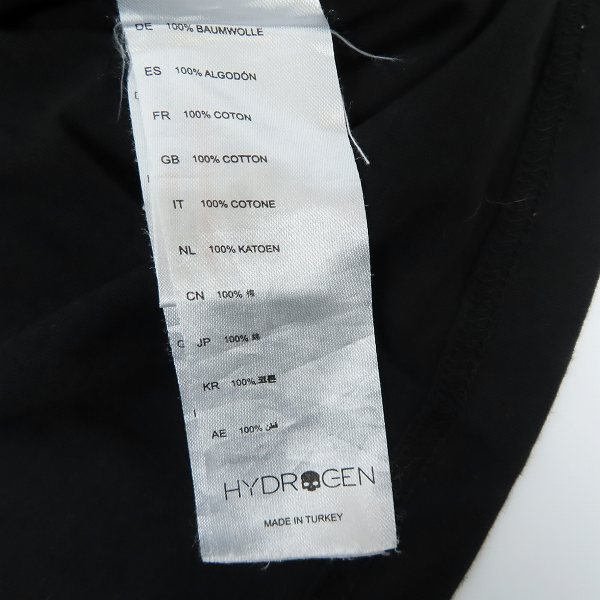 DE 100% BAUMWOLLE
ES 100% ALGODÓN
FR 100% COTON
GB 100% COTTON
IT 100% COTONE
NL 100% KATOEN
CN 100% 棉
JP 100% 綿
KR 100% 코튼
AE 100% قطن
HYDROGEN
MADE IN TURKEY